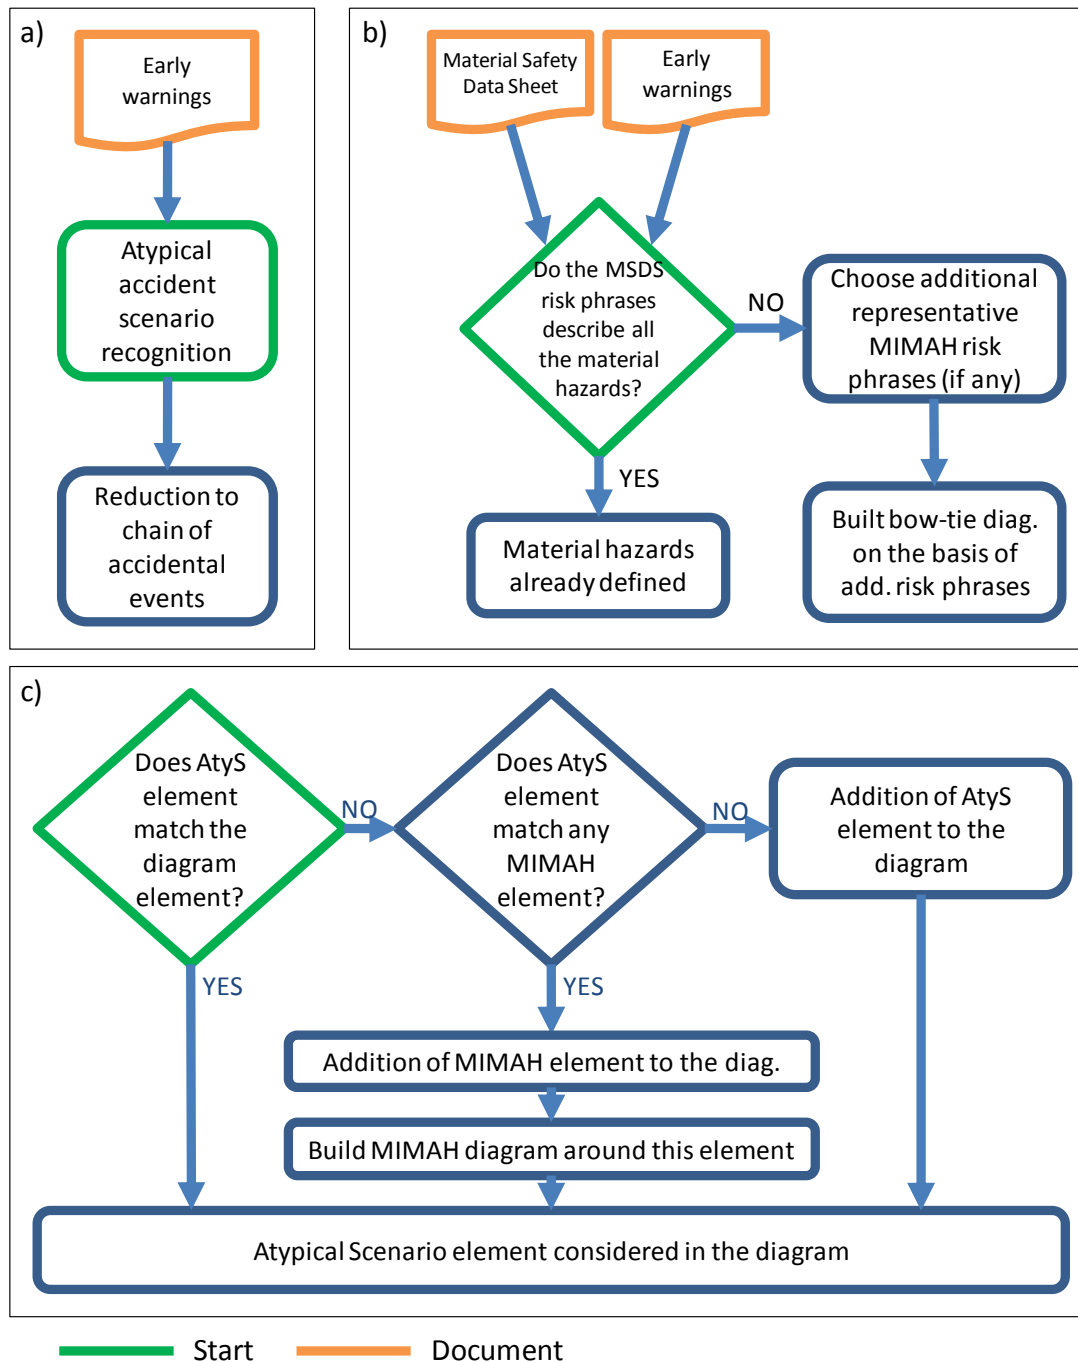 a)
Early
warnings
Atypical
accident
scenario
recognition
Reduction to
chain of
accidental
events
b)
Material Safety
Data Sheet
Early
warnings
Do the MSDS
risk phrases
describe all
the material
hazards?
NO
Choose additional
representative
MIMAH risk
phrases (if any)
YES
Material hazards
already defined
Built bow-tie diag.
on the basis of
add. risk phrases
c)
Does AtyS
element
match the
diagram
element?
NO
Does AtyS
element
match any
MIMAH
element?
NO
Addition of AtyS
element to the
diagram
YES
YES
Addition of MIMAH element to the diag.
Build MIMAH diagram around this element
Atypical Scenario element considered in the diagram
Start
Document